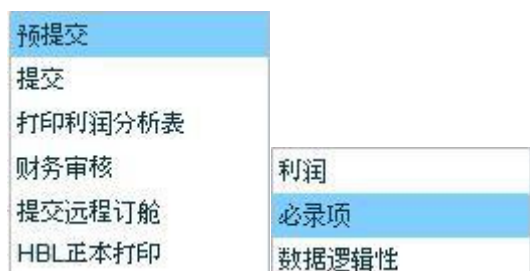 预提交
提交
打印利润分析表
财务审核
提交远程订舱
HBL正本打印
利润
必录项
数据逻辑性